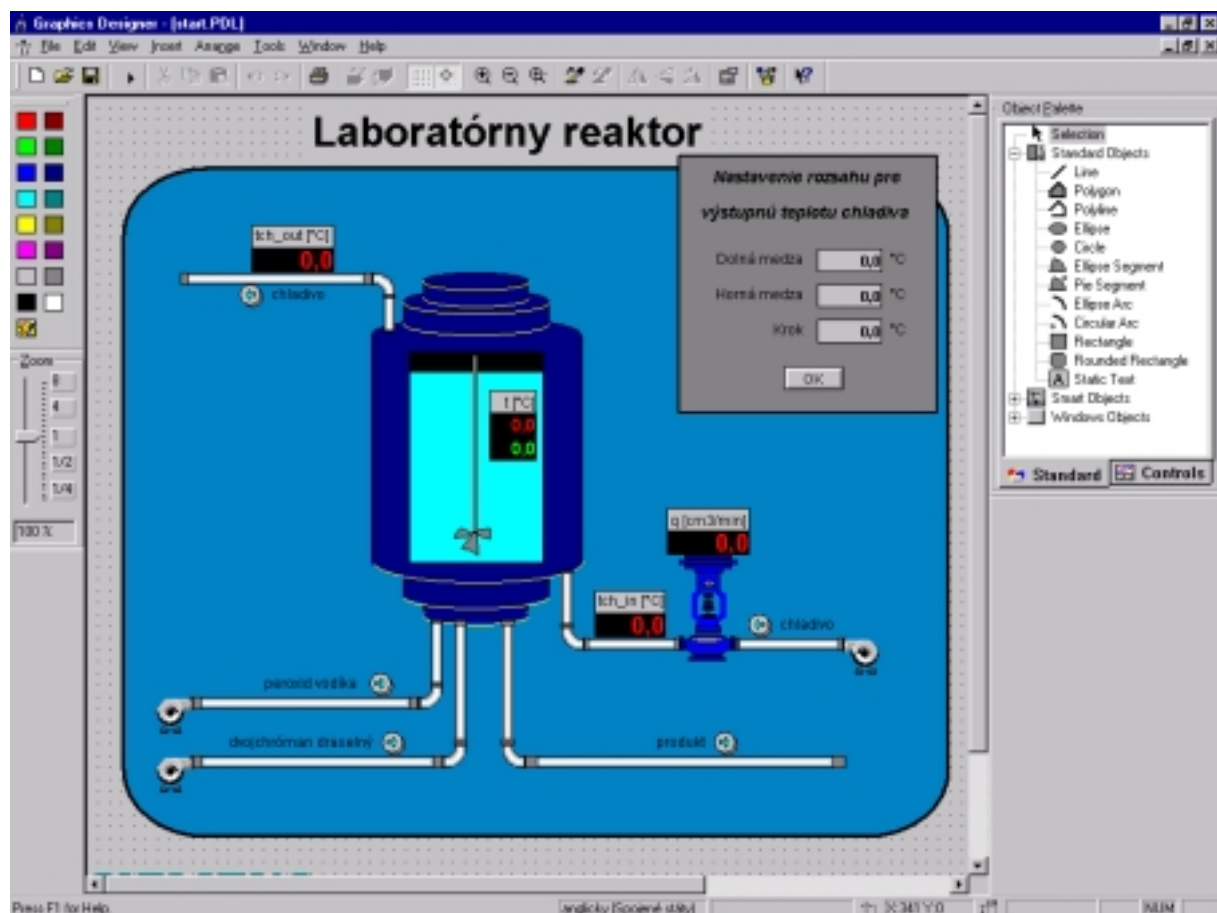 Graphics Designer - [start.PDL]
File Edit View Insert Arrange Tools Window Help
Laboratórny reaktor
Nastavenie rozsahu pre
výstupnú teplotu chladiva
Dolná medza 0,0 °C
Horná medza 0,0 °C
Krok 0,0 °C
OK
tch_out [°C]
0,0
chladivo
t [°C]
0,0
0,0
q [cm3/min]
0,0
tch_in [°C]
0,0
chladivo
peroxid vodíka
dvojchróman draselný
produkt
Zoom
8
4
1
1/2
1/4
100 %
Object Palette
Selection
Standard Objects
Line
Polygon
Polyline
Ellipse
Circle
Ellipse Segment
Pie Segment
Ellipse Arc
Circular Arc
Rectangle
Rounded Rectangle
A Static Text
Smart Objects
Windows Objects
Standard Controls
Press F1 for Help.
anglicky (Spojené státy)
X:341 Y:0
NUM